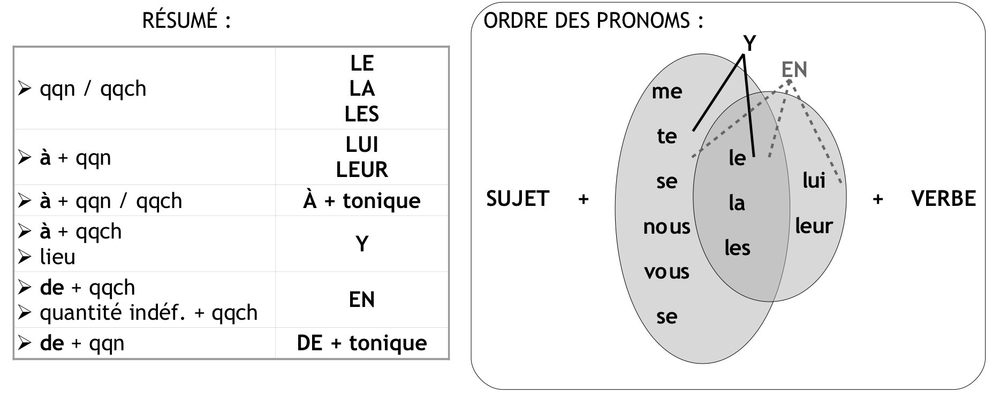 RÉSUMÉ :
➢ qqn / qqch
LE
LA
LES
➢ à + qqn
LUI
LEUR
➢ à + qqn / qqch
À + tonique
➢ à + qqch
➢ lieu
Y
➢ de + qqch
➢ quantité indéf. + qqch
EN
➢ de + qqn
DE + tonique
ORDRE DES PRONOMS :
Y
EN
me
te
se
nous
vous
se
le
la
les
lui
leur
SUJET +
+ VERBE